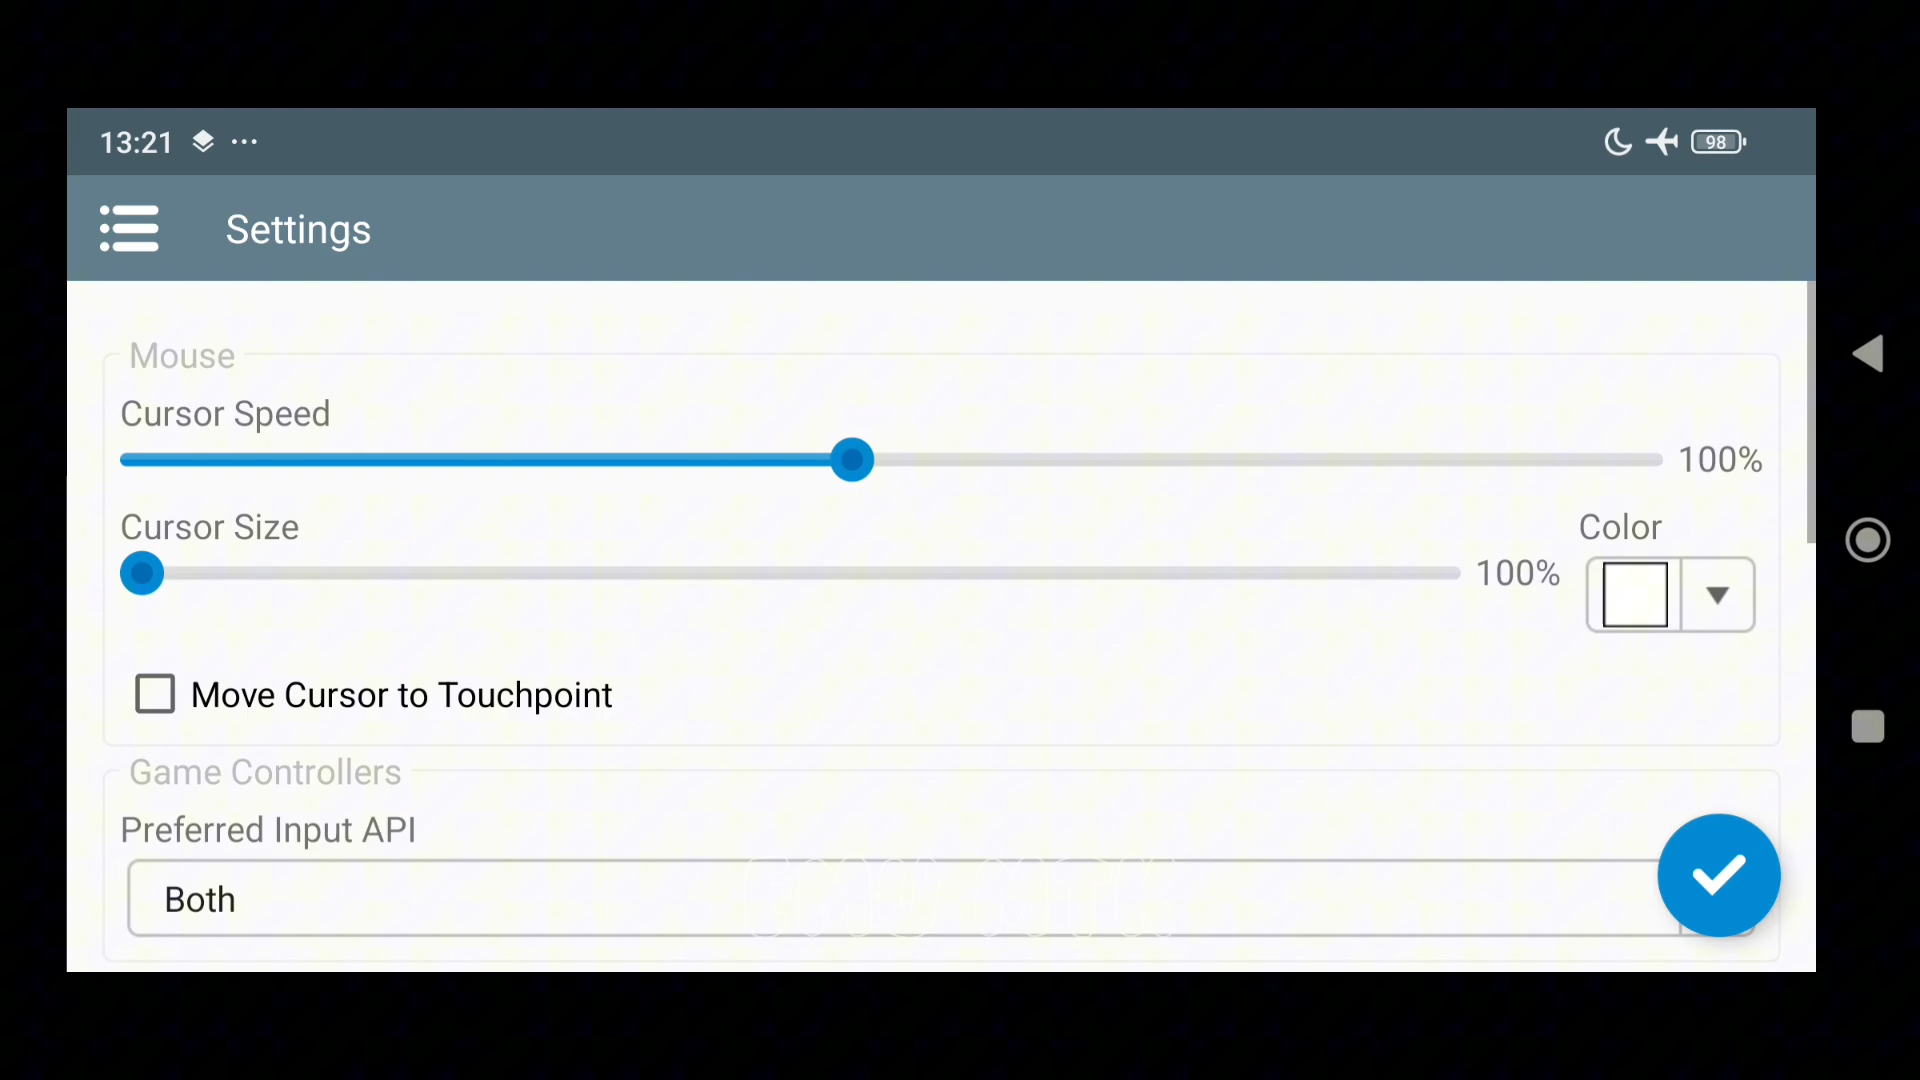 13:21 ... 98
Settings
Mouse
Cursor Speed
100%
Cursor Size
Color
100%
Move Cursor to Touchpoint
Game Controllers
Preferred Input API
Both